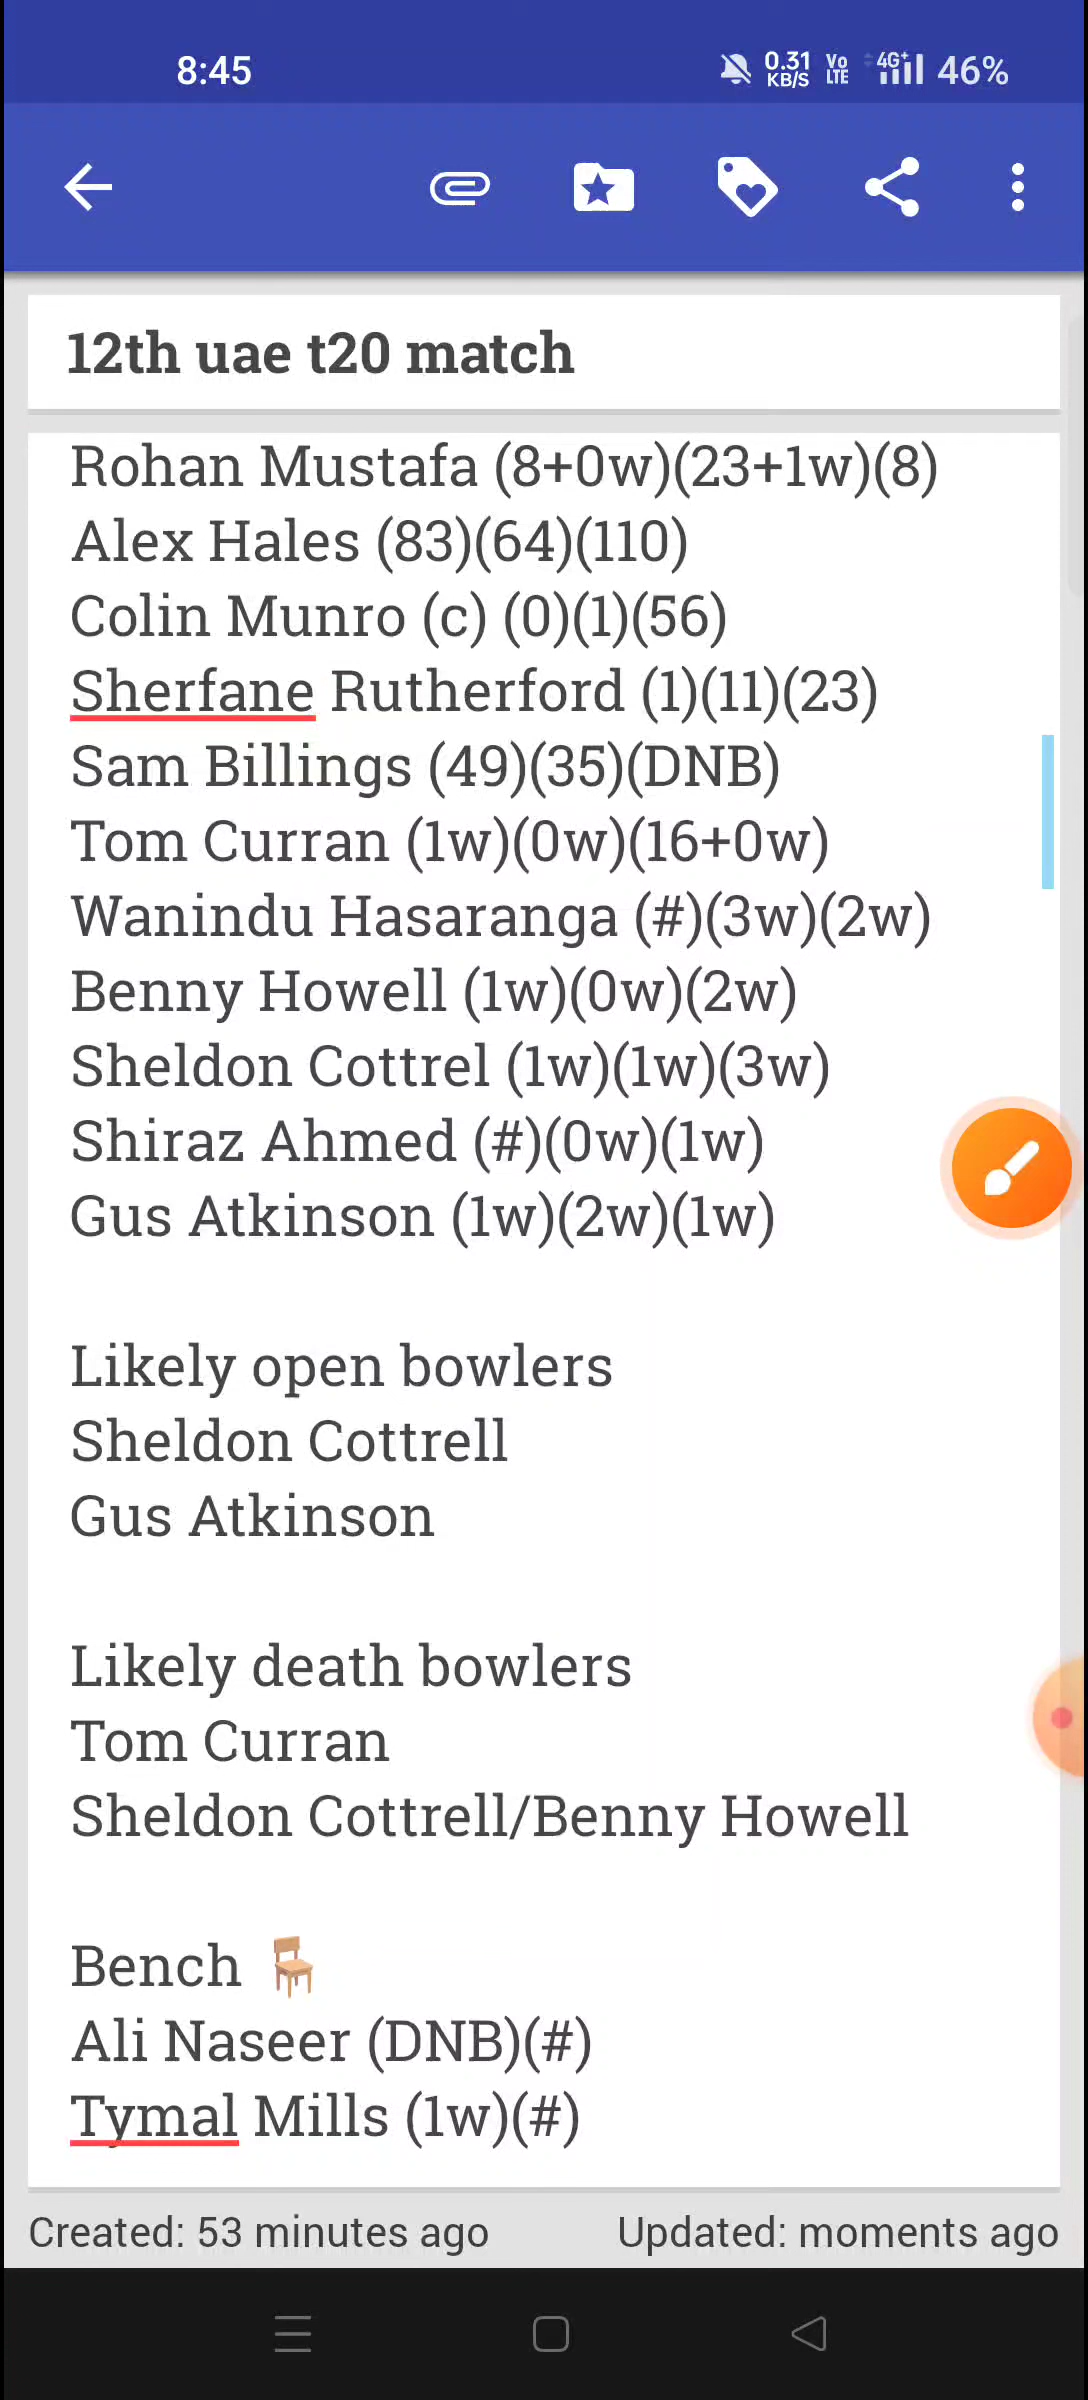 8:45 0.31 KB/S Vo LTE 4G+ 46%
12th uae t20 match
Rohan Mustafa (8+0w)(23+1w)(8)
Alex Hales (83)(64)(110)
Colin Munro (c) (0)(1)(56)
Sherfane Rutherford (1)(11)(23)
Sam Billings (49)(35)(DNB)
Tom Curran (1w)(0w)(16+0w)
Wanindu Hasaranga (#)(3w)(2w)
Benny Howell (1w)(0w)(2w)
Sheldon Cottrel (1w)(1w)(3w)
Shiraz Ahmed (#)(0w)(1w)
Gus Atkinson (1w)(2w)(1w)
Likely open bowlers
Sheldon Cottrell
Gus Atkinson
Likely death bowlers
Tom Curran
Sheldon Cottrell/Benny Howell
Bench 🪑
Ali Naseer (DNB)(#)
Tymal Mills (1w)(#)
Created: 53 minutes ago Updated: moments ago